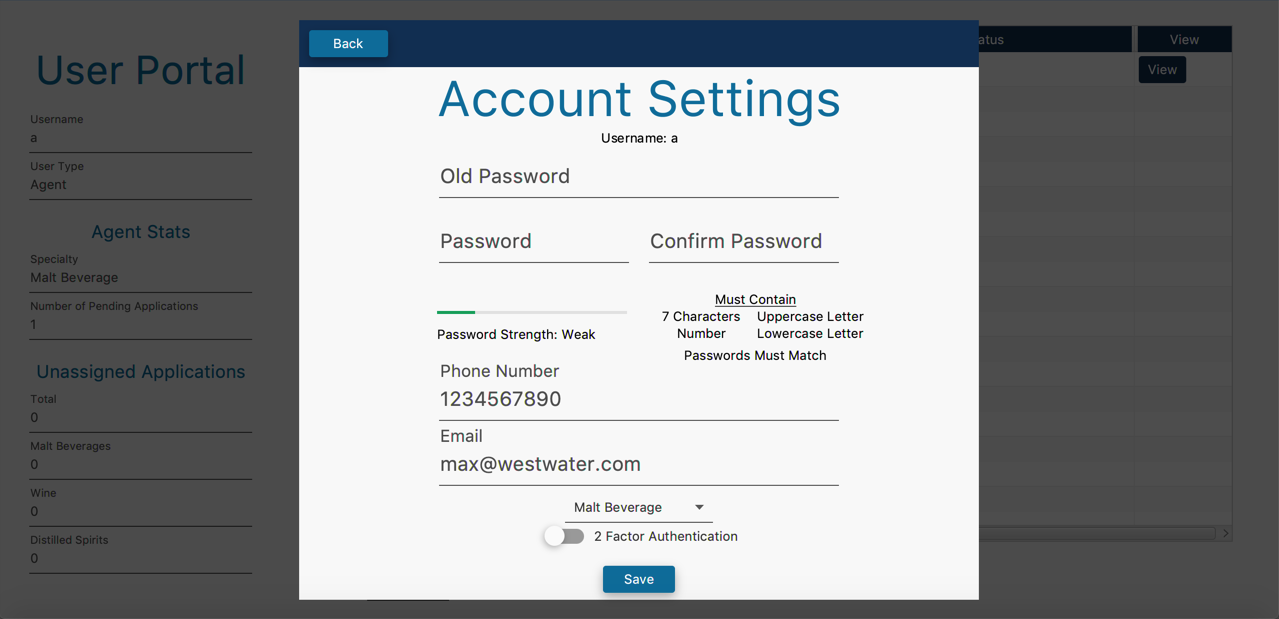 User Portal
Username
a
User Type
Agent
Agent Stats
Specialty
Malt Beverage
Number of Pending Applications
1
Unassigned Applications
Total
0
Malt Beverages
0
Wine
0
Distilled Spirits
0
Back
Account Settings
Username: a
Old Password
Password Confirm Password
Password Strength: Weak
Must Contain
7 Characters Uppercase Letter
Number Lowercase Letter
Passwords Must Match
Phone Number
1234567890
Email
max@westwater.com
Malt Beverage
2 Factor Authentication
Save
atus View
View